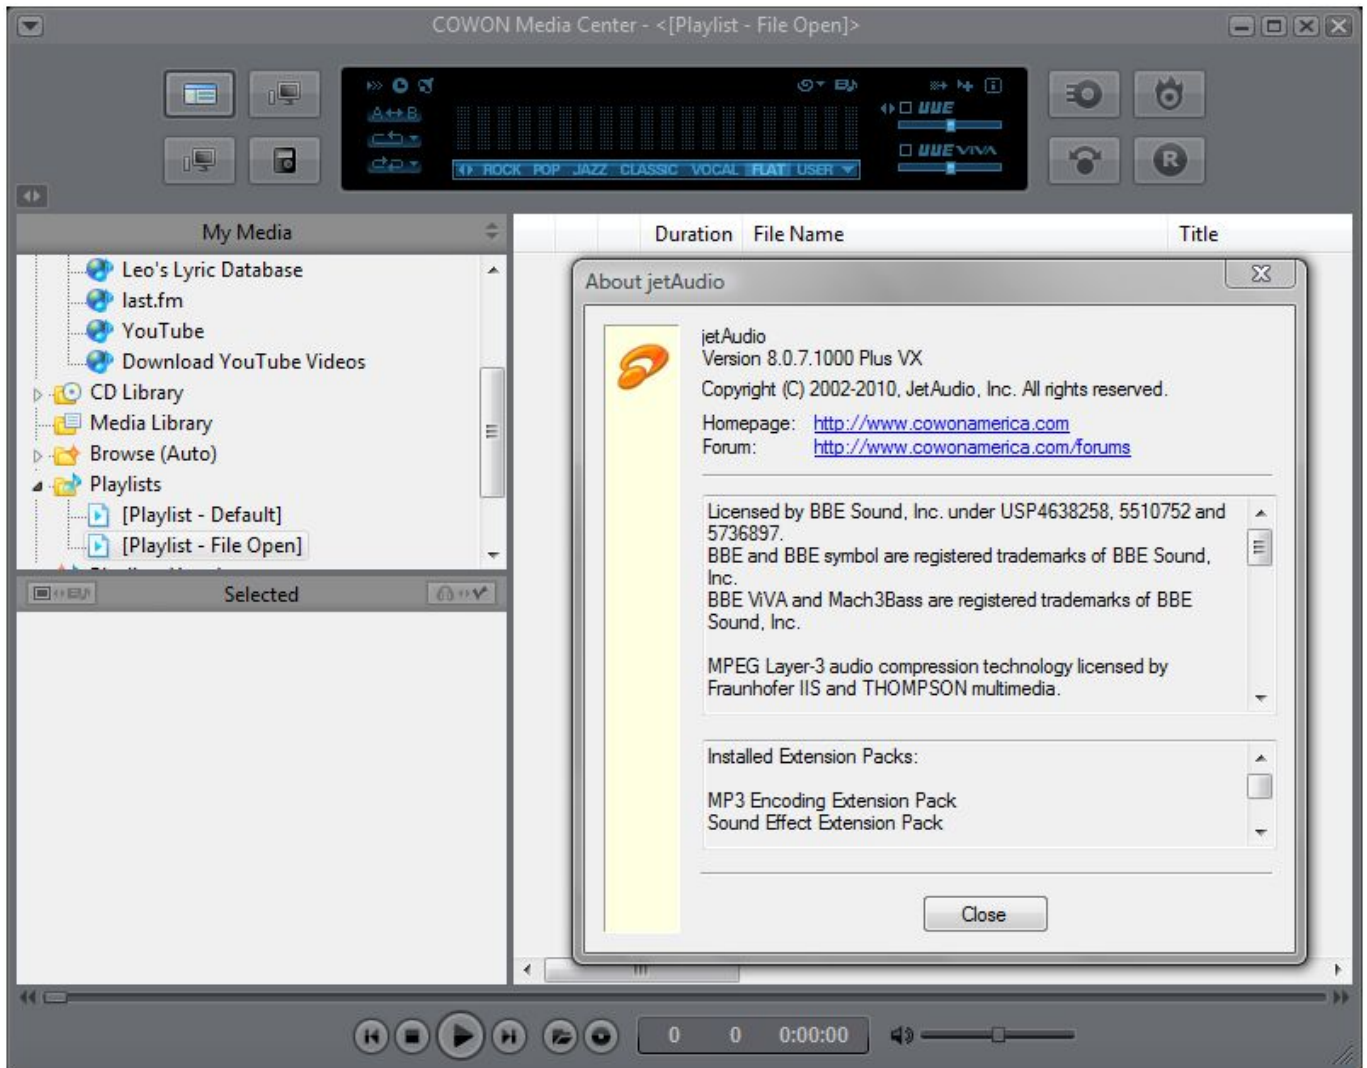 COWON Media Center - <[Playlist - File Open]>
A↔B
BBE
BBE VIVA
ROCK POP JAZZ CLASSIC VOCAL FLAT USER
R
My Media
Duration File Name Title
Leo's Lyric Database
last.fm
YouTube
Download YouTube Videos
CD Library
Media Library
Browse (Auto)
Playlists
[Playlist - Default]
[Playlist - File Open]
Selected
About jetAudio
jetAudio
Version 8.0.7.1000 Plus VX
Copyright (C) 2002-2010, JetAudio, Inc. All rights reserved.
Homepage: http://www.cowonamerica.com
Forum: http://www.cowonamerica.com/forums
Licensed by BBE Sound, Inc. under USP4638258, 5510752 and
5736897.
BBE and BBE symbol are registered trademarks of BBE Sound,
Inc.
BBE ViVA and Mach3Bass are registered trademarks of BBE
Sound, Inc.
MPEG Layer-3 audio compression technology licensed by
Fraunhofer IIS and THOMPSON multimedia.
Installed Extension Packs:
MP3 Encoding Extension Pack
Sound Effect Extension Pack
Close
0 0 0:00:00